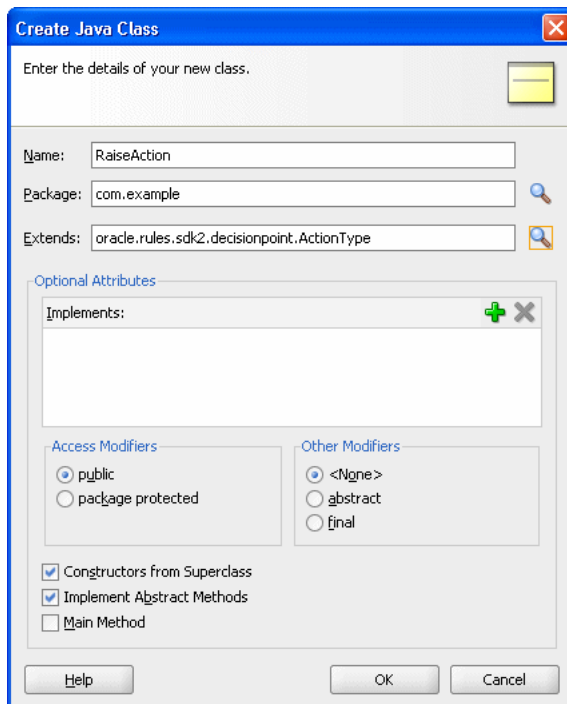 Create Java Class
Enter the details of your new class.
Name: RaiseAction
Package: com.example
Extends: oracle.rules.sdk2.decisionpoint.ActionType
Optional Attributes
Implements:
Access Modifiers
public
package protected
Other Modifiers
<None>
abstract
final
Constructors from Superclass
Implement Abstract Methods
Main Method
Help OK Cancel